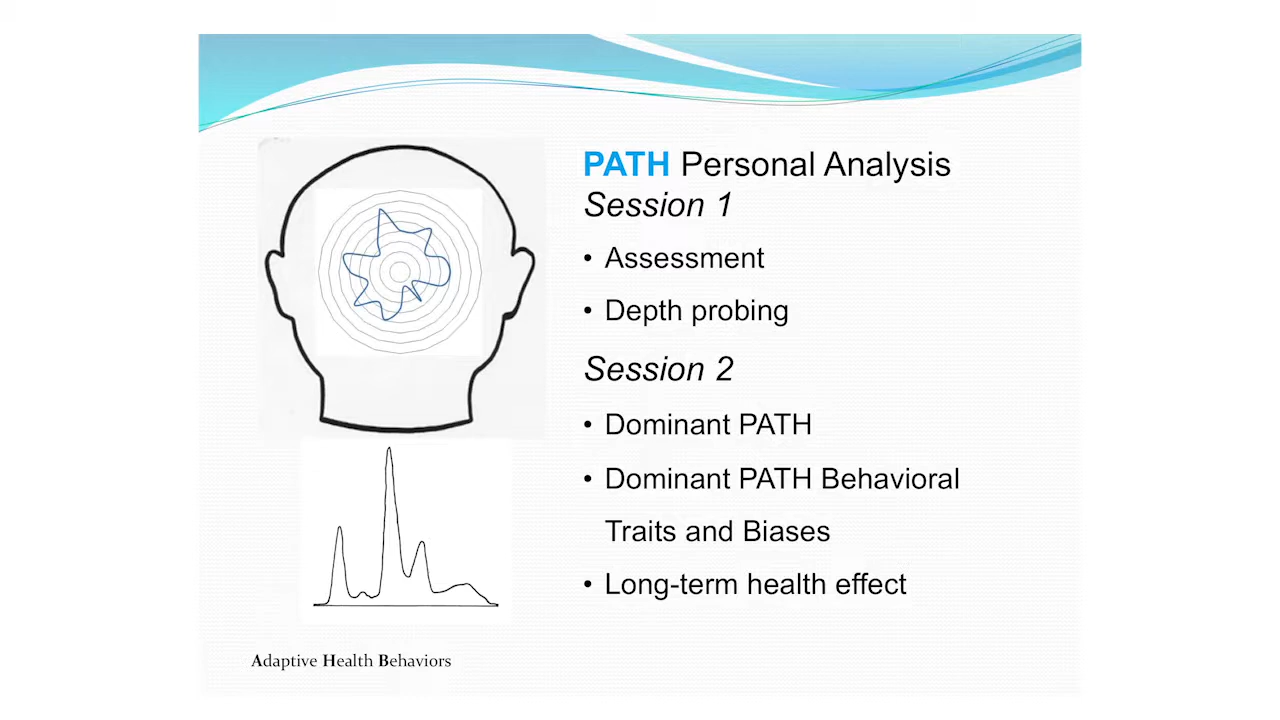 PATH Personal Analysis
Session 1
• Assessment
• Depth probing
Session 2
• Dominant PATH
• Dominant PATH Behavioral
Traits and Biases
• Long-term health effect
Adaptive Health Behaviors